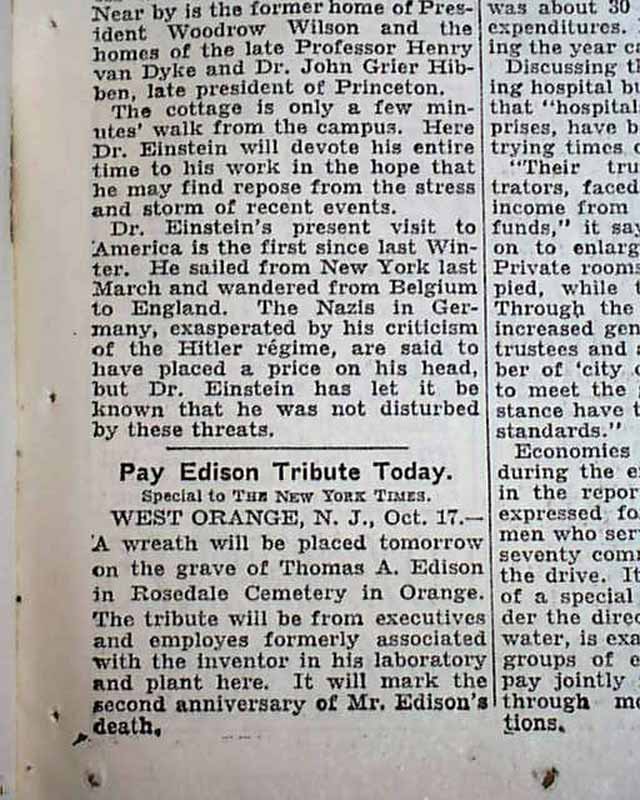 Near by is the former home of Pres-
ident Woodrow Wilson and the
homes of the late Professor Henry
van Dyke and Dr. John Grier Hib-
ben, late president of Princeton.
The cottage is only a few min-
utes' walk from the campus. Here
Dr. Einstein will devote his entire
time to his work in the hope that
he may find repose from the stress
and storm of recent events.
Dr. Einstein's present visit to
America is the first since last Win-
ter. He sailed from New York last
March and wandered from Belgium
to England. The Nazis in Ger-
many, exasperated by his criticism
of the Hitler régime, are said to
have placed a price on his head,
but Dr. Einstein has let it be
known that he was not disturbed
by these threats.
Pay Edison Tribute Today.
Special to THE NEW YORK TIMES.
WEST ORANGE, N. J., Oct. 17.—
A wreath will be placed tomorrow
on the grave of Thomas A. Edison
in Rosedale Cemetery in Orange.
The tribute will be from executives
and employes formerly associated
with the inventor in his laboratory
and plant here. It will mark the
second anniversary of Mr. Edison's
death.
was about 30
expenditures.
ing the year
Discussing
ing hospital
that "hospital
prises, have
trying times
"Their
trators, faced
income from
funds," it
on to
Private rooms
pied, while
Through the
increased
trustees and
ber of 'city
to meet the
stance have
standards."
Economies
during the
in the
expressed
men who
seventy
the drive.
of a special
der the
water, is
groups of
pay jointly
through
tions.